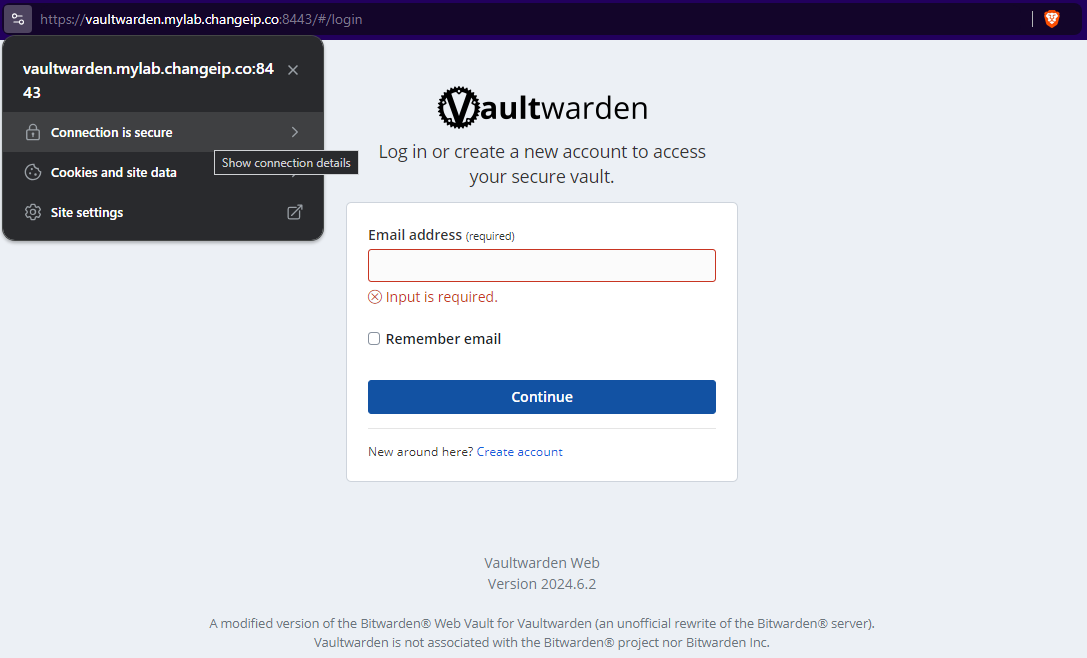 https://vaultwarden.mylab.changeip.co:8443/#/login
vaultwarden.mylab.changeip.co:84
43
Connection is secure
Show connection details
Cookies and site data
Site settings
Vaultwarden
Log in or create a new account to access
your secure vault.
Email address (required)
Input is required.
Remember email
Continue
New around here? Create account
Vaultwarden Web
Version 2024.6.2
A modified version of the Bitwarden® Web Vault for Vaultwarden (an unofficial rewrite of the Bitwarden® server).
Vaultwarden is not associated with the Bitwarden® project nor Bitwarden Inc.